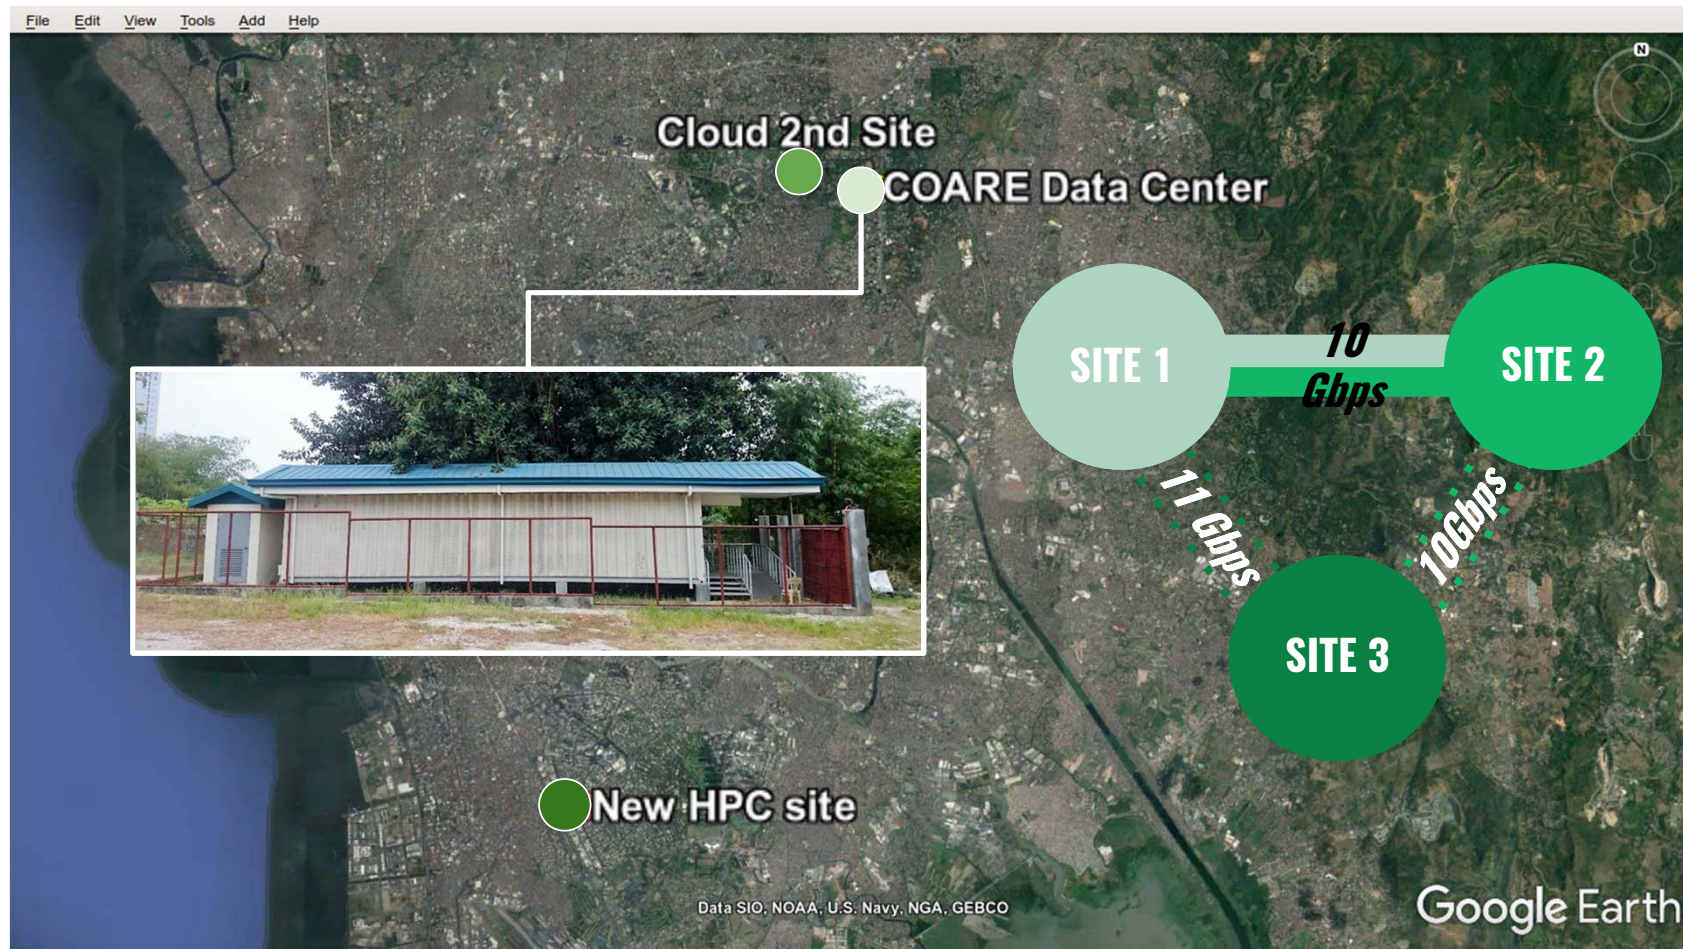 File Edit View Tools Add Help
N
Cloud 2nd Site
COARE Data Center
SITE 1
10
Gbps
SITE 2
11 Gbps
10Gbps
SITE 3
New HPC site
Data SIO, NOAA, U.S. Navy, NGA, GEBCO
Google Earth